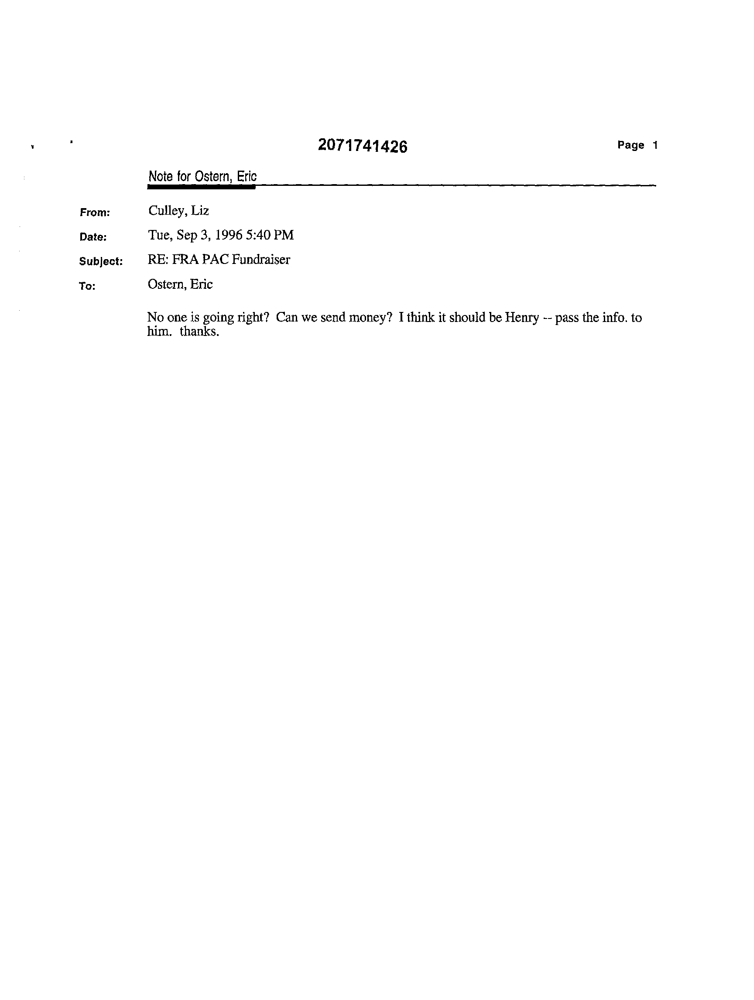 2071741426
Page 1
Note for Ostern, Eric
From: Culley, Liz
Date: Tue, Sep 3, 1996 5:40 PM
Subject: RE: FRA PAC Fundraiser
To: Ostern, Eric
No one is going right? Can we send money? I think it should be Henry -- pass the info. to
him. thanks.